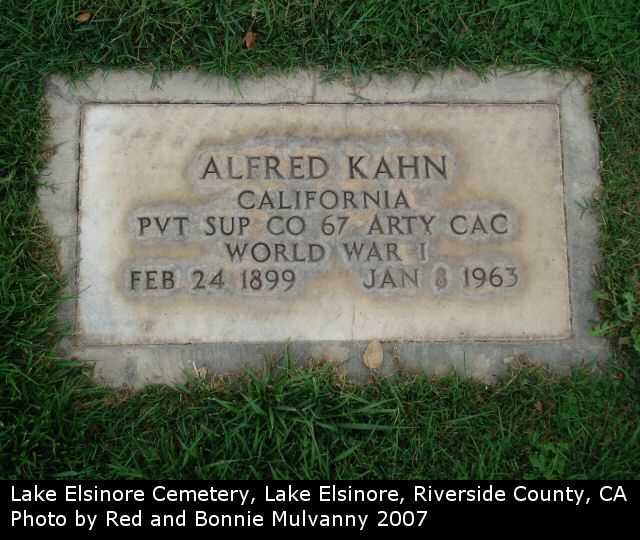 ALFRED KAHN
CALIFORNIA
PVT SUP CO 67 ARTY CAC
WORLD WAR I
FEB 24 1899 JAN 8 1963
Lake Elsinore Cemetery, Lake Elsinore, Riverside County, CA
Photo by Red and Bonnie Mulvanny 2007